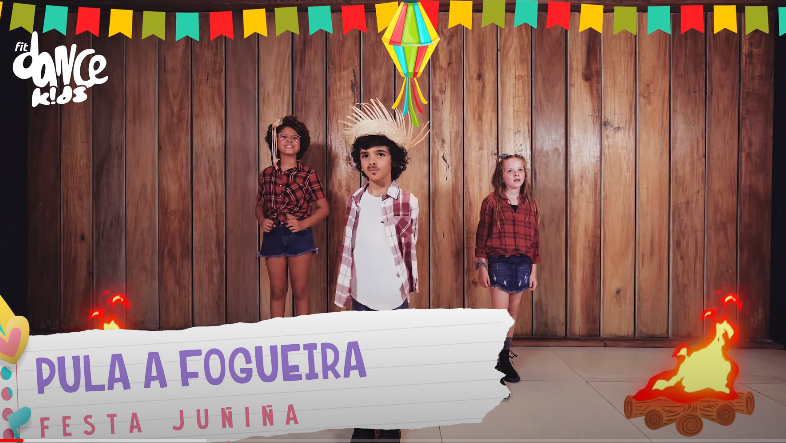 fit
dance
kids
PULA A FOGUEIRA
FESTA JUÑIÑA